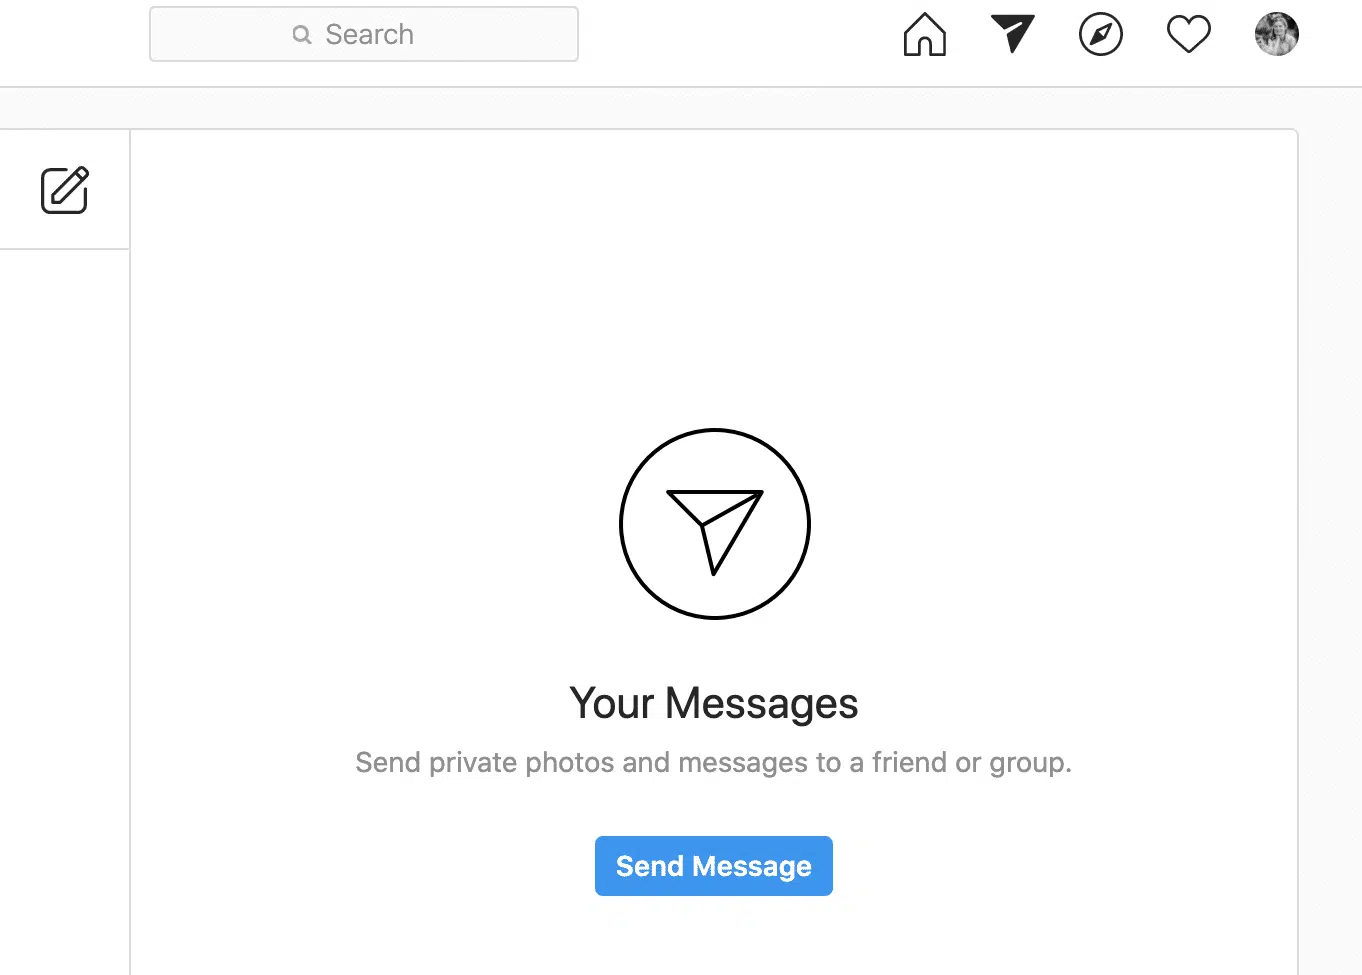 Search
Your Messages
Send private photos and messages to a friend or group.
Send Message